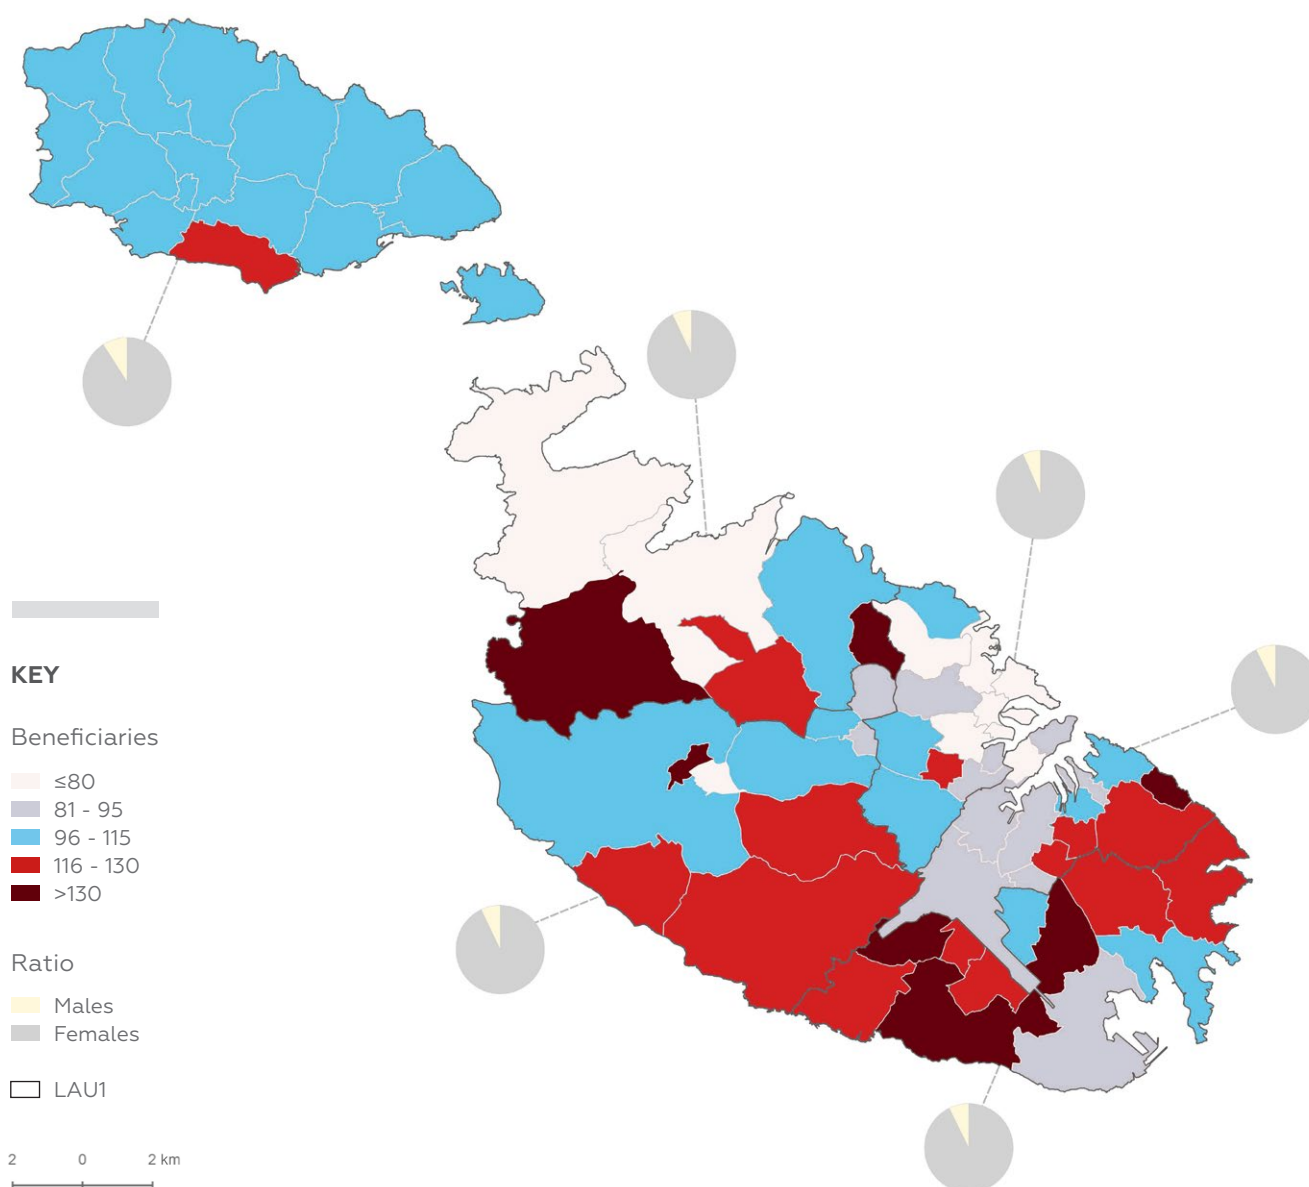 KEY
Beneficiaries
≤80
81 - 95
96 - 115
116 - 130
>130
Ratio
Males
Females
LAU1
2 0 2 km